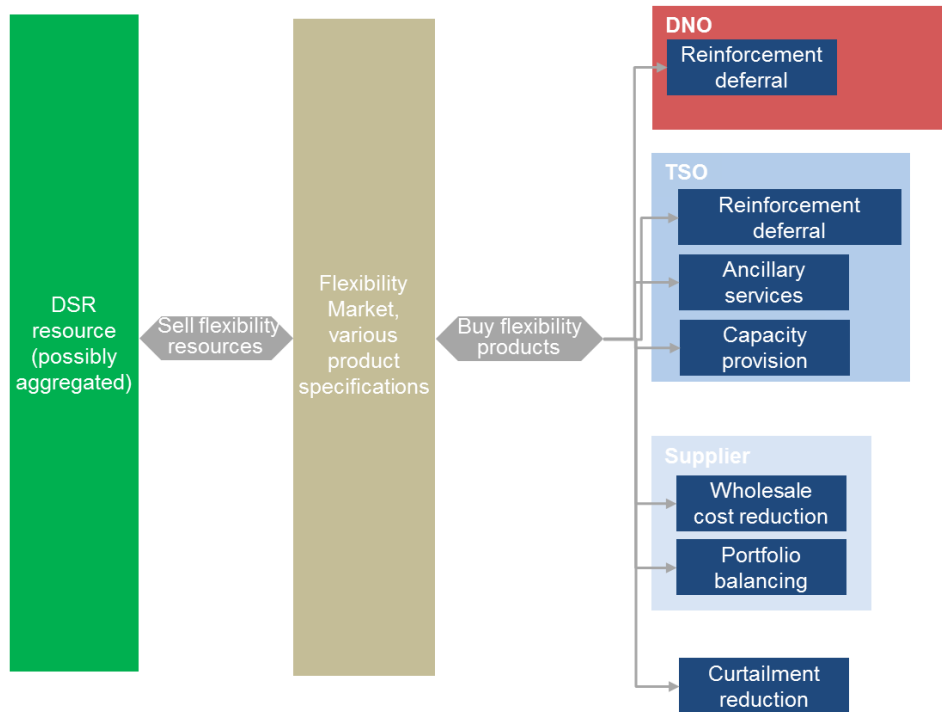 DSR
resource
(possibly
aggregated)
Sell flexibility
resources
Flexibility
Market,
various
product
specifications
Buy flexibility
products
DNO
Reinforcement
deferral
TSO
Reinforcement
deferral
Ancillary
services
Capacity
provision
Supplier
Wholesale
cost reduction
Portfolio
balancing
Curtailment
reduction